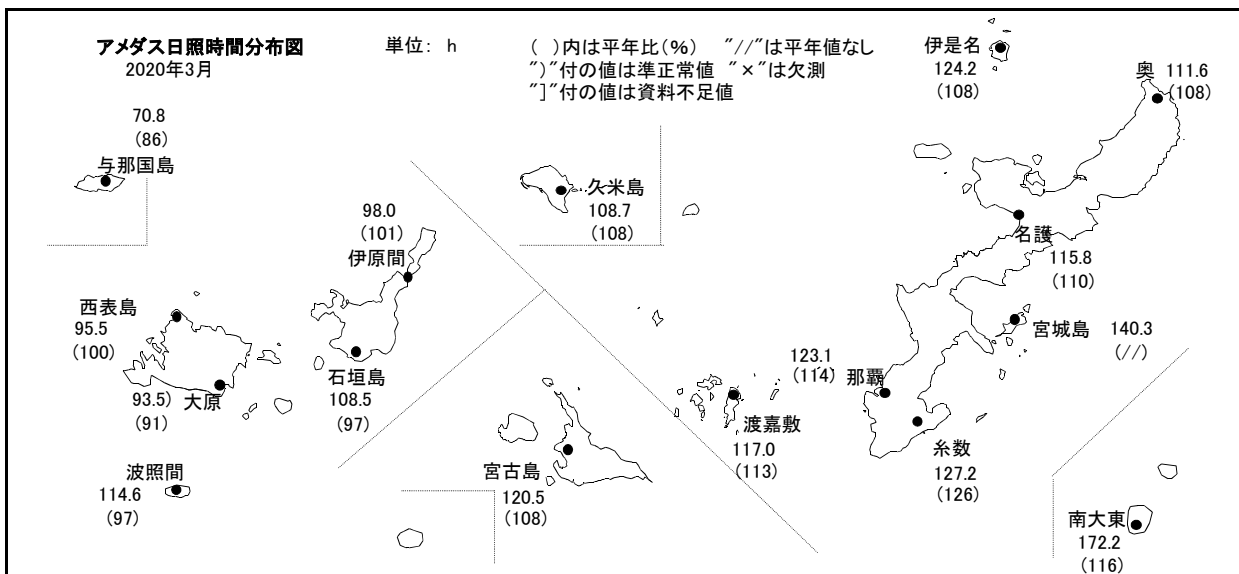 アメダス日照時間分布図 単位: h
2020年3月
( )内は平年比(%) "//"は平年値なし
")"付の値は準正常値 "×"は欠測
"]"付の値は資料不足値
伊是名
124.2
(108)
奥 111.6
(108)
70.8
(86)
与那国島
久米島
108.7
(108)
98.0
(101)
伊原間
名護
115.8
(110)
西表島
95.5
(100)
宮城島 140.3
(//)
石垣島
108.5
(97)
93.5) 大原
(91)
123.1
(114) 那覇
渡嘉敷
117.0
(113)
糸数
127.2
(126)
波照間
114.6
(97)
宮古島
120.5
(108)
南大東
172.2
(116)